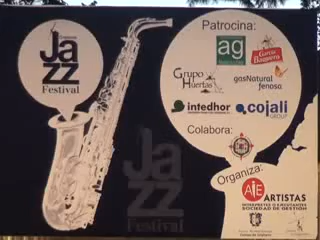 Jazz
Festival
Patrocina:
ag
García
Baquero
Grupo
Huertas
gasNatural
fenosa
intedhor
cojali
GROUP
Colabora:
Organiza:
AIE ARTISTAS
INTERPRETES O EJECUTANTES
SOCIEDAD DE GESTIÓN
Jazz
Festival